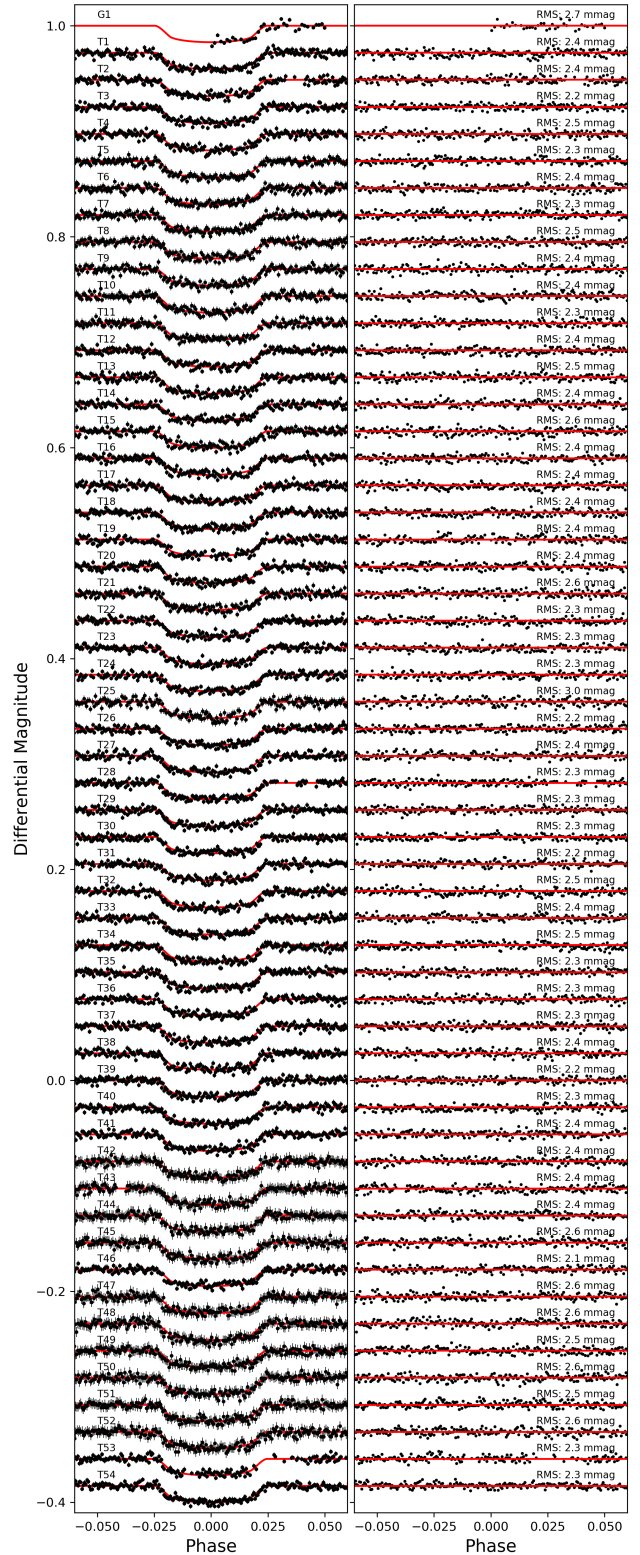 G1 RMS: 2.7 mmag
1.0
T1 RMS: 2.4 mmag
T2 RMS: 2.4 mmag
T3 RMS: 2.2 mmag
T4 RMS: 2.5 mmag
T5 RMS: 2.3 mmag
T6 RMS: 2.4 mmag
T7 RMS: 2.3 mmag
T8 RMS: 2.5 mmag
0.8
T9 RMS: 2.4 mmag
T10 RMS: 2.4 mmag
T11 RMS: 2.3 mmag
T12 RMS: 2.4 mmag
T13 RMS: 2.5 mmag
T14 RMS: 2.4 mmag
T15 RMS: 2.6 mmag
T16 RMS: 2.4 mmag
0.6
T17 RMS: 2.4 mmag
T18 RMS: 2.4 mmag
T19 RMS: 2.4 mmag
T20 RMS: 2.4 mmag
T21 RMS: 2.6 mmag
T22 RMS: 2.3 mmag
T23 RMS: 2.3 mmag
0.4
T24 RMS: 2.3 mmag
T25 RMS: 3.0 mmag
T26 RMS: 2.2 mmag
T27 RMS: 2.4 mmag
Differential Magnitude
T28 RMS: 2.3 mmag
T29 RMS: 2.3 mmag
T30 RMS: 2.3 mmag
T31 RMS: 2.2 mmag
0.2
T32 RMS: 2.5 mmag
T33 RMS: 2.4 mmag
T34 RMS: 2.5 mmag
T35 RMS: 2.3 mmag
T36 RMS: 2.3 mmag
T37 RMS: 2.3 mmag
T38 RMS: 2.4 mmag
T39 RMS: 2.2 mmag
0.0
T40 RMS: 2.3 mmag
T41 RMS: 2.4 mmag
T42 RMS: 2.4 mmag
T43 RMS: 2.4 mmag
T44 RMS: 2.4 mmag
T45 RMS: 2.6 mmag
T46 RMS: 2.1 mmag
T47 RMS: 2.6 mmag
−0.2
T48 RMS: 2.6 mmag
T49 RMS: 2.5 mmag
T50 RMS: 2.6 mmag
T51 RMS: 2.5 mmag
T52 RMS: 2.6 mmag
T53 RMS: 2.3 mmag
T54 RMS: 2.3 mmag
−0.4
−0.050 −0.025 0.000 0.025 0.050 −0.050 −0.025 0.000 0.025 0.050
Phase Phase